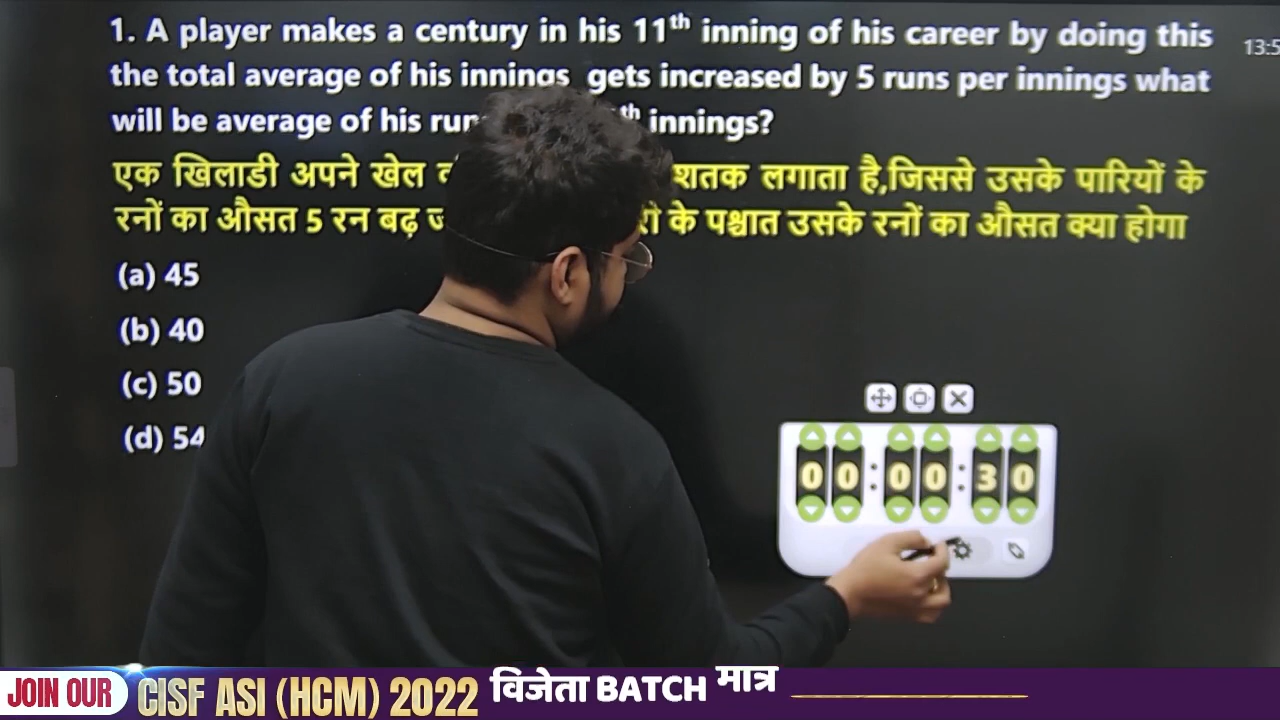 1. A player makes a century in his 11th inning of his career by doing this
13:5
the total average of his innings gets increased by 5 runs per innings what
will be average of his th innings?
एक खिलाडी अपने खेल शतक लगाता है,जिससे उसके पारियों के
रनों का औसत 5 रन बढ़ के पश्चात उसके रनों का औसत क्या होगा
(a) 45
(b) 40
(c) 50
(d) 54
00:00:30
JOIN OUR CISF ASI (HCM) 2022 विजेता BATCH मात्र